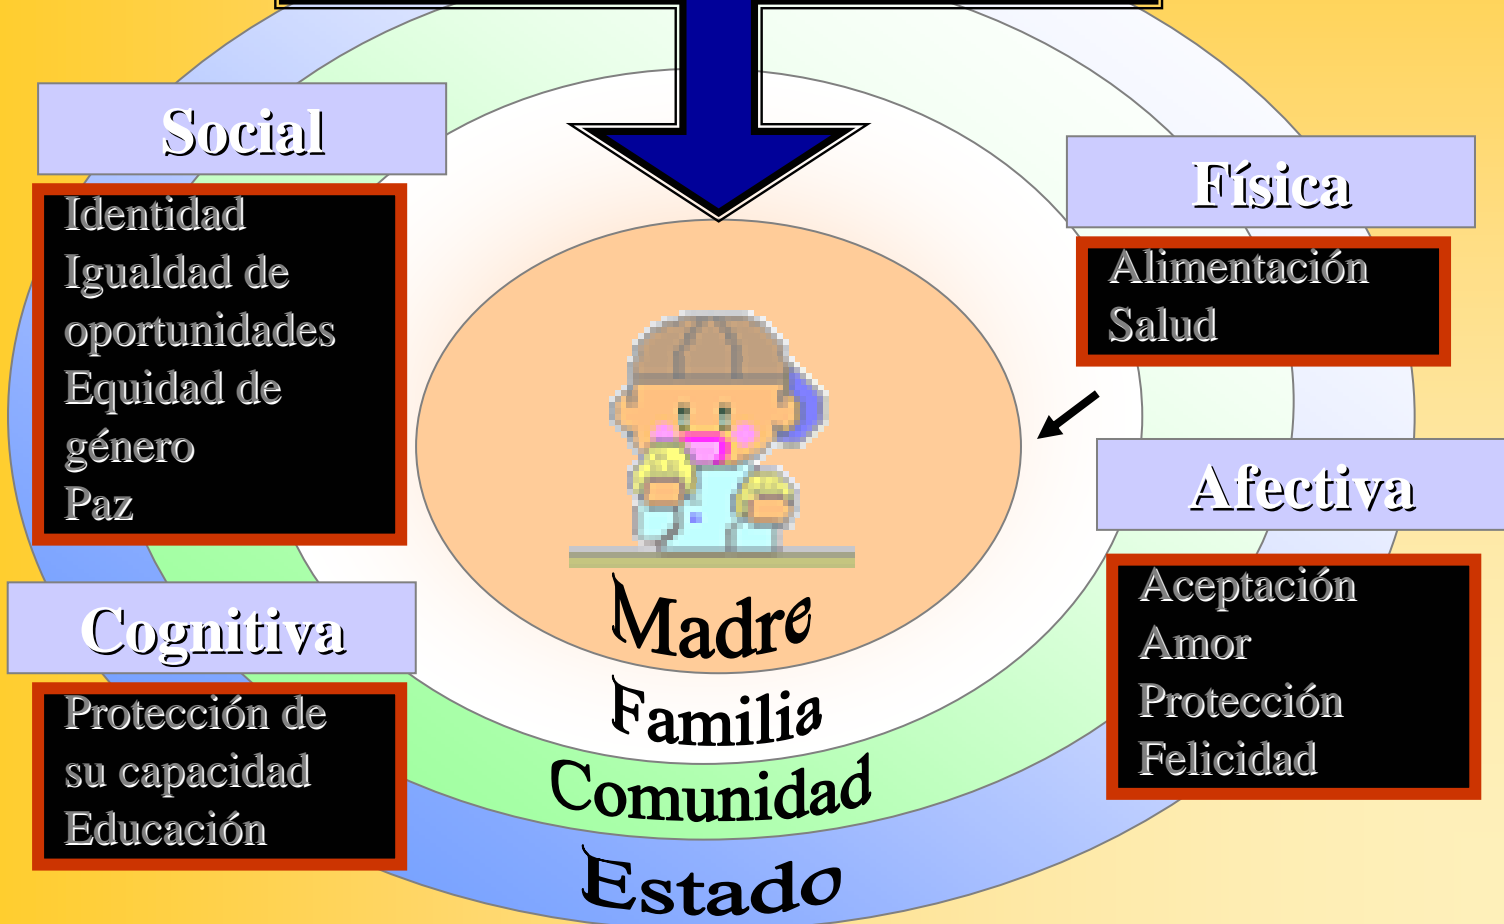 Social
Identidad
Igualdad de
oportunidades
Equidad de
género
Paz
Cognitiva
Protección de
su capacidad
Educación
Madre
Familia
Comunidad
Estado
Física
Alimentación
Salud
Afectiva
Aceptación
Amor
Protección
Felicidad